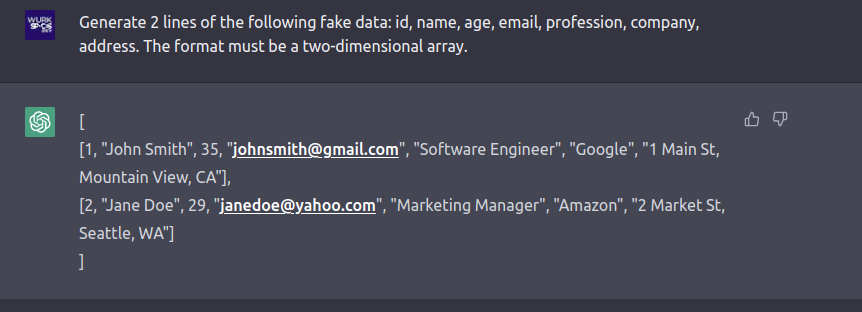 WURK
Generate 2 lines of the following fake data: id, name, age, email, profession, company,
address. The format must be a two-dimensional array.
[
[1, "John Smith", 35, "johnsmith@gmail.com", "Software Engineer", "Google", "1 Main St,
Mountain View, CA"],
[2, "Jane Doe", 29, "janedoe@yahoo.com", "Marketing Manager", "Amazon", "2 Market St,
Seattle, WA"]
]